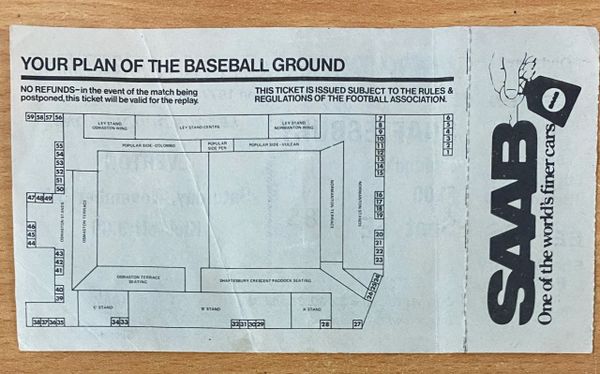 YOUR PLAN OF THE BASEBALL GROUND
NO REFUNDS—in the event of the match being
postponed, this ticket will be valid for the replay.
THIS TICKET IS ISSUED SUBJECT TO THE RULES &
REGULATIONS OF THE FOOTBALL ASSOCIATION.
59 58 57 56
LEY STAND
OSMASTON WING
LEY STAND-CENTRE
LEY STAND
NORMANTON WING
POPULAR SIDE - COLOMBO
POPULAR
SIDE PEN
POPULAR SIDE - VULCAN
7
8
9
10
11
12
13
14
15
16
17
18
19
20
21
22
23
6
5
4
3
2
1
55
54
53
52
51
50
47 48 49
46
45
44
43
42
41
40
39
OSMASTON STANDS
OSMASTON TERRACE
NORMANTON TERRACE
NORMANTON STANDS
OSMASTON TERRACE
SEATING
SHAFTESBURY CRESCENT PADDOCK SEATING
26 25 24
'C' STAND
'B' STAND
'A' STAND
38 37 36 35
34 33
32 31 30 29
28
27
SAAB
One of the world's finer cars